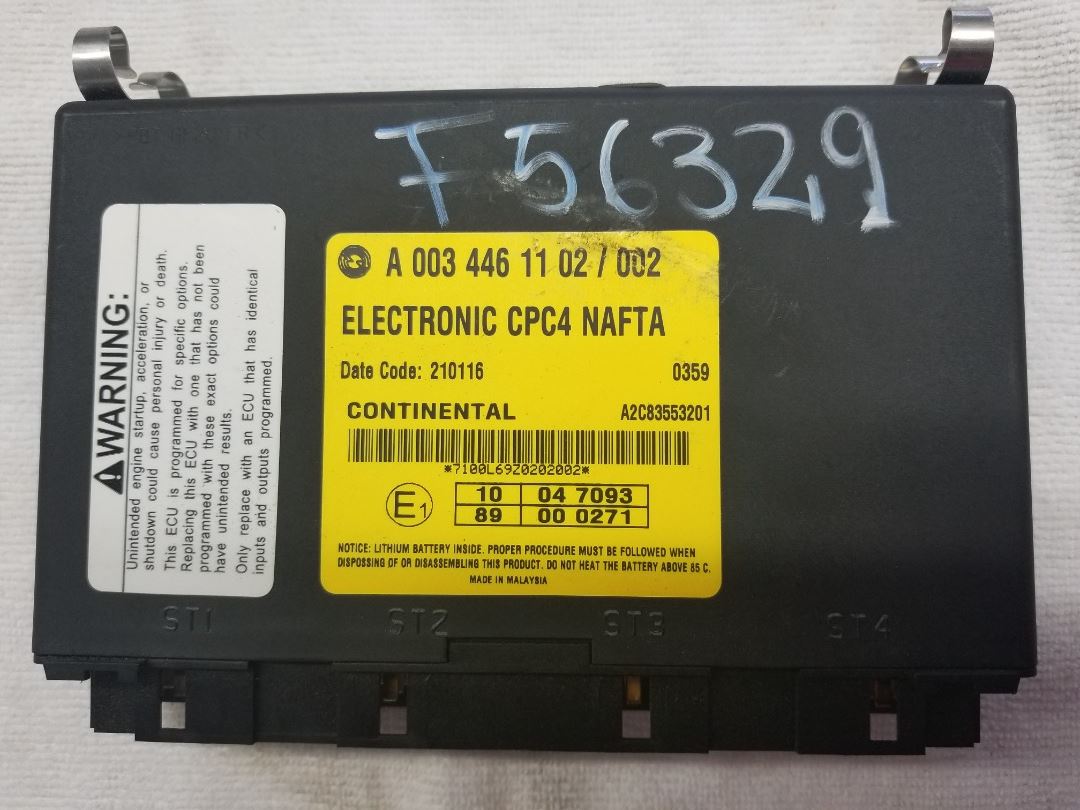 F56329
⚠WARNING:
Unintended engine startup, acceleration, or
shutdown could cause personal injury or death.
This ECU is programmed for specific options.
Replacing this ECU with one that has not been
programmed with these exact options could
have unintended results.
Only replace with an ECU that has identical
inputs and outputs programmed.
A 003 446 11 02 / 002
ELECTRONIC CPC4 NAFTA
Date Code: 210116 0359
CONTINENTAL A2C83553201
*7100L69Z0202002*
E1
10 04 7093
89 00 0271
NOTICE: LITHIUM BATTERY INSIDE. PROPER PROCEDURE MUST BE FOLLOWED WHEN
DISPOSSING OF OR DISASSEMBLING THIS PRODUCT. DO NOT HEAT THE BATTERY ABOVE 85 C.
MADE IN MALAYSIA
ST1 ST2 ST3 ST4